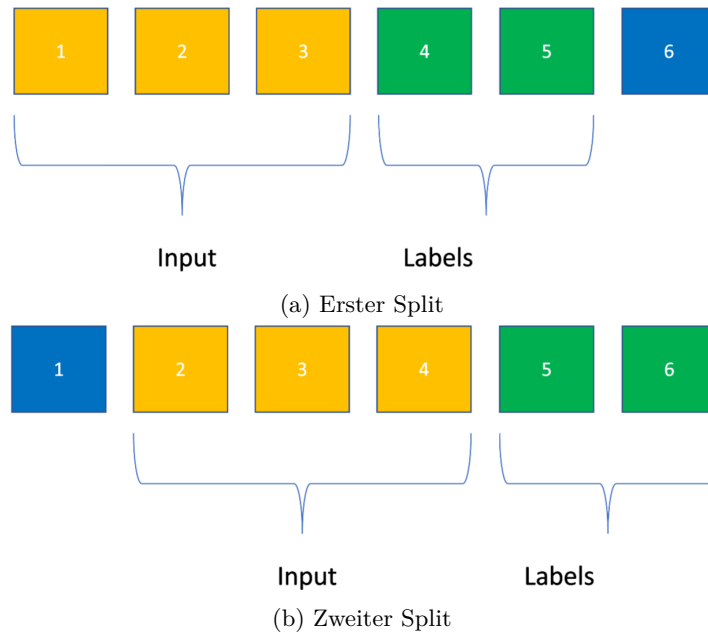 1 2 3 4 5 6
Input Labels
(a) Erster Split
1 2 3 4 5 6
Input Labels
(b) Zweiter Split